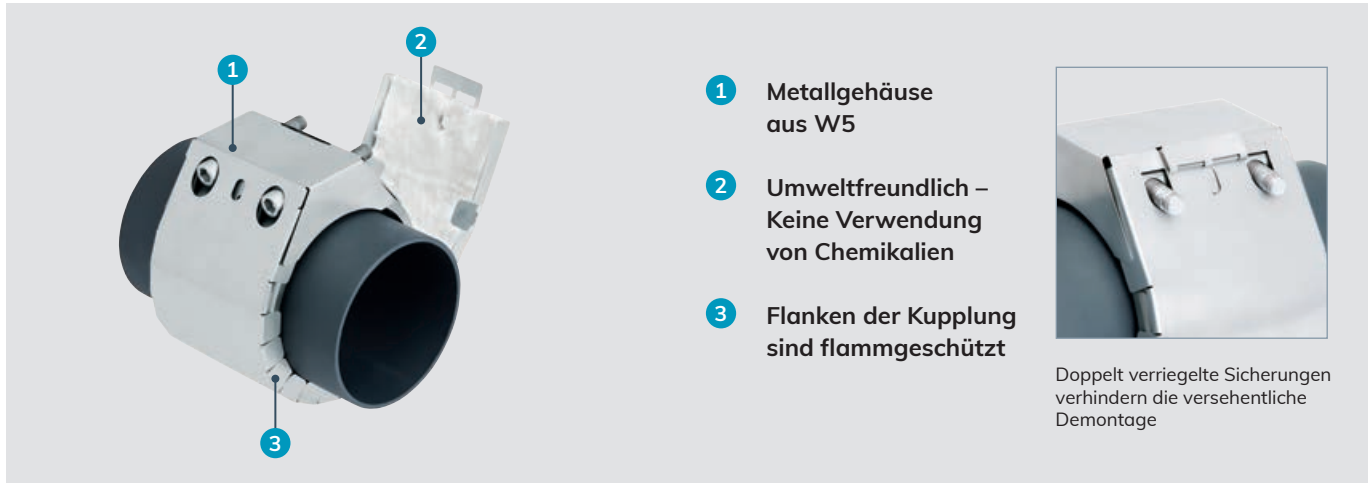 1
2
3
1 Metallgehäuse
aus W5
2 Umweltfreundlich –
Keine Verwendung
von Chemikalien
3 Flanken der Kupplung
sind flammgeschützt
Doppelt verriegelte Sicherungen
verhindern die versehentliche
Demontage